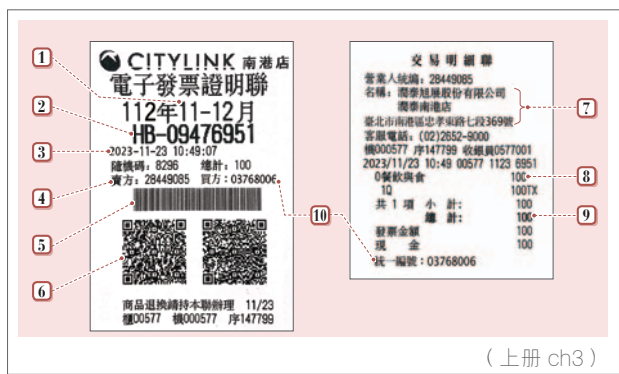 CITYLINK 南港店
電子發票證明聯
112年11-12月
HB-09476951
2023-11-23 10:49:07
隨機碼：8296 總計：100
賣方：28449085 買方：03768006
商品退換請持本聯辦理 11/23
櫃00577 機000577 序147799
1
2
3
4
5
6
交易明細聯
營業人統編：28449085
名稱：潤泰旭展股份有限公司
潤泰南港店
臺北市南港區忠孝東路七段369號
客服電話：(02)2652-9000
機000577 序147799 收銀員0577001
2023/11/23 10:49 00577 1123 6951
0餐飲與食 100
1Q 100TX
共 1 項 小 計： 100
總 計： 100
發票金額 100
現 金 100
統一編號：03768006
7
8
9
10
（上冊 ch3）